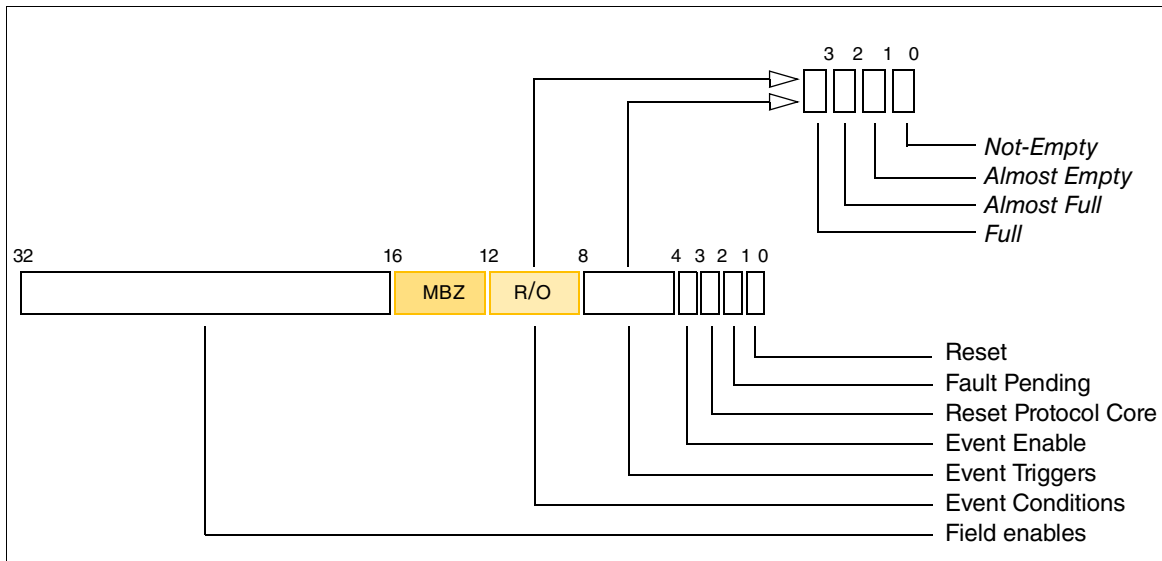 3 2 1 0
Not-Empty
Almost Empty
Almost Full
Full
32 16 12 8 4 3 2 1 0
MBZ R/O
Reset
Fault Pending
Reset Protocol Core
Event Enable
Event Triggers
Event Conditions
Field enables